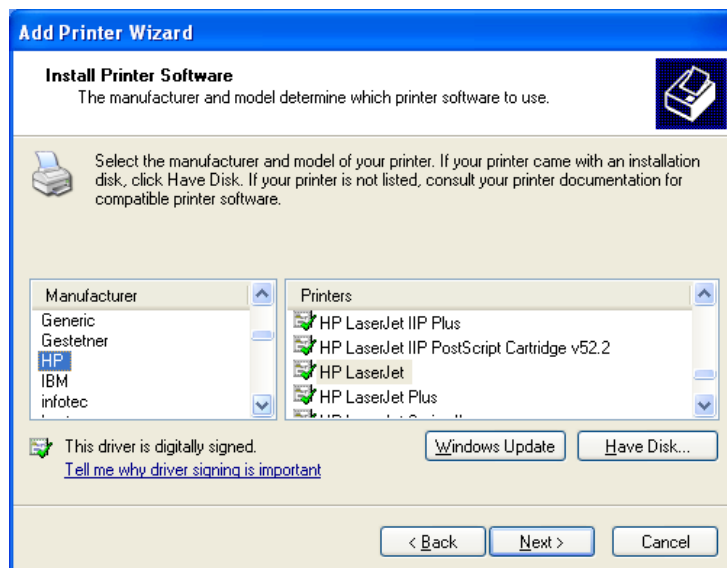 Add Printer Wizard
Install Printer Software
The manufacturer and model determine which printer software to use.
Select the manufacturer and model of your printer. If your printer came with an installation
disk, click Have Disk. If your printer is not listed, consult your printer documentation for
compatible printer software.
Manufacturer
Generic
Gestetner
HP
IBM
infotec
Printers
HP LaserJet IIP Plus
HP LaserJet IIP PostScript Cartridge v52.2
HP LaserJet
HP LaserJet Plus
This driver is digitally signed.
Tell me why driver signing is important
Windows Update
Have Disk...
< Back
Next >
Cancel